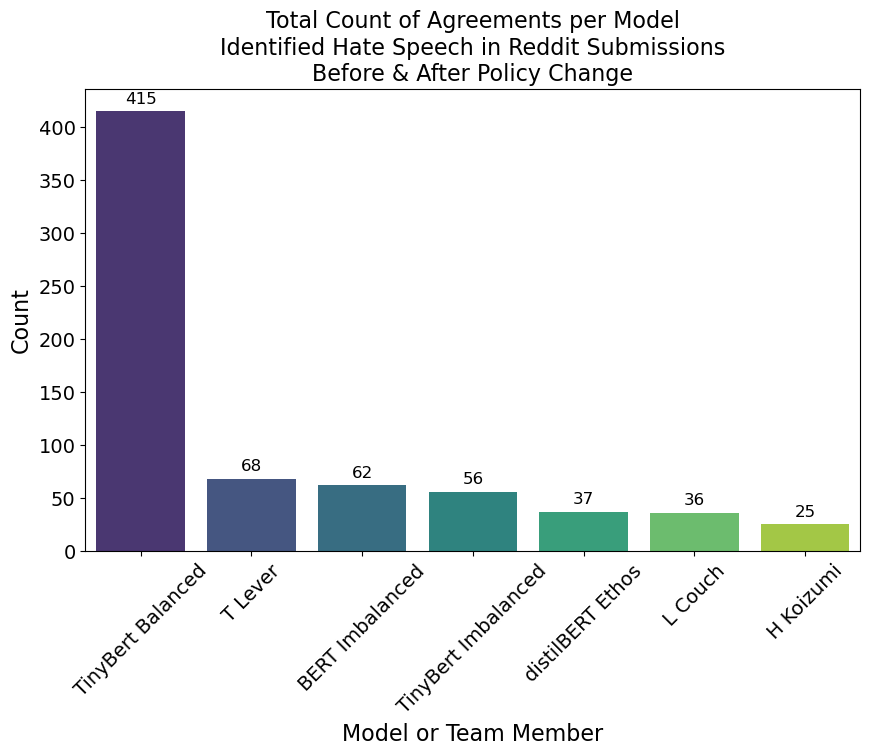 Total Count of Agreements per Model
Identified Hate Speech in Reddit Submissions
Before & After Policy Change
Count
400
350
300
250
200
150
100
50
0
415
68
62
56
37
36
25
TinyBert Balanced
T Lever
BERT Imbalanced
TinyBert Imbalanced
distilBERT Ethos
L Couch
H Koizumi
Model or Team Member